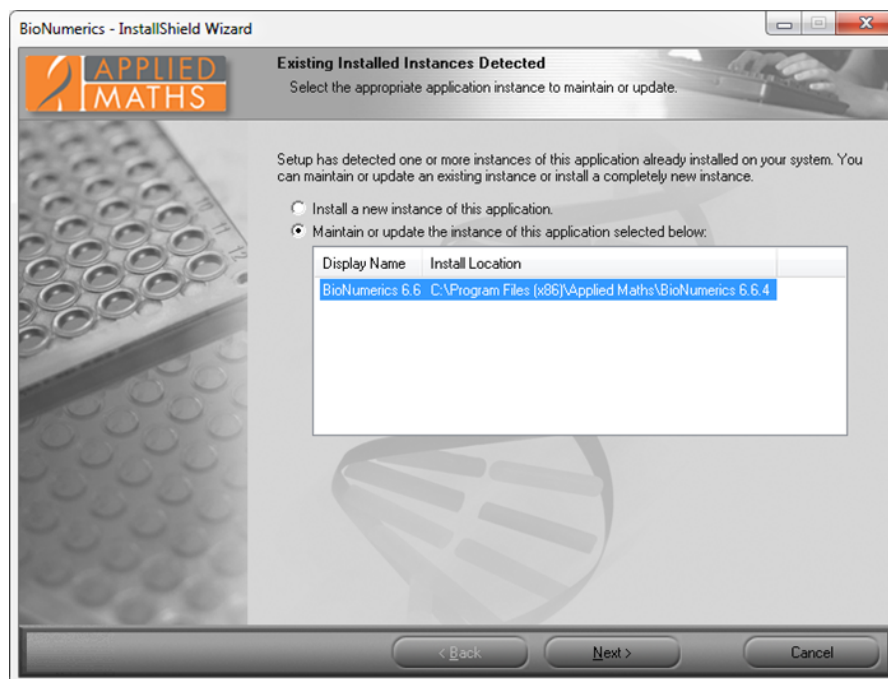 BioNumerics - InstallShield Wizard
APPLIED
MATHS
Existing Installed Instances Detected
Select the appropriate application instance to maintain or update.
Setup has detected one or more instances of this application already installed on your system. You
can maintain or update an existing instance or install a completely new instance.
Install a new instance of this application.
Maintain or update the instance of this application selected below:
Display Name Install Location
BioNumerics 6.6 C:\Program Files (x86)\Applied Maths\BioNumerics 6.6.4
10
11
12
< Back Next > Cancel